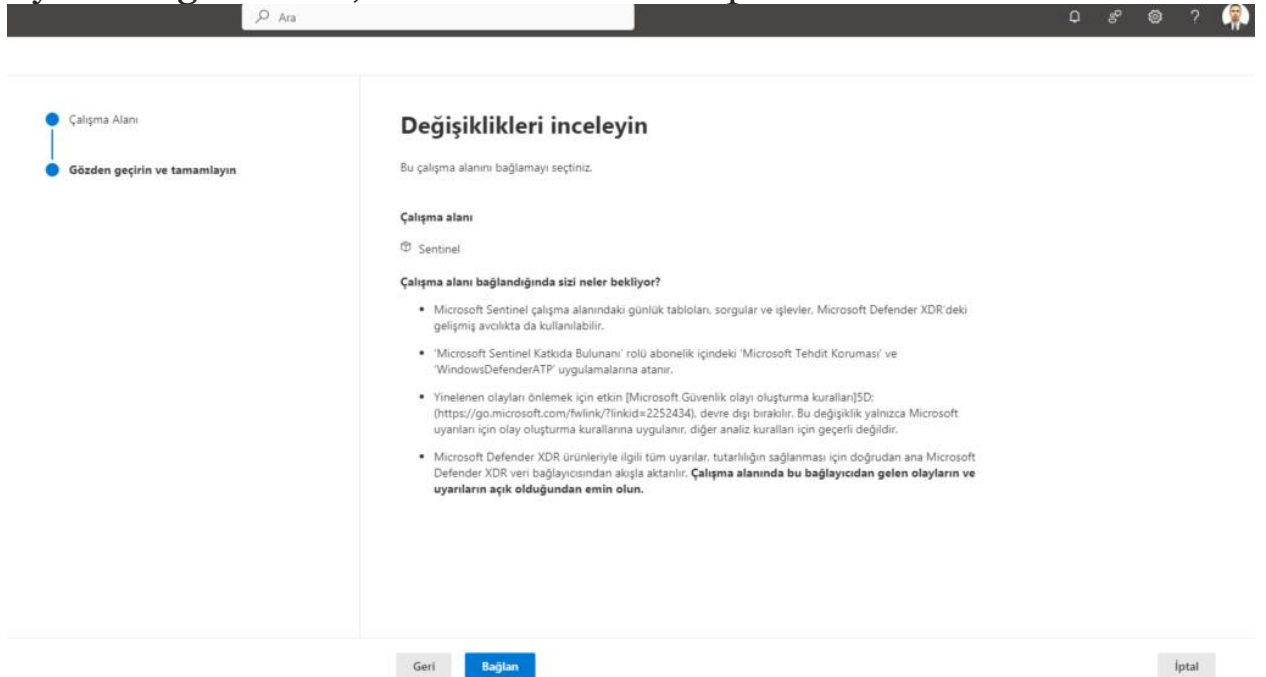 Ara
?
Çalışma Alanı
Gözden geçirin ve tamamlayın
Değişiklikleri inceleyin
Bu çalışma alanını bağlamayı seçtiniz.
Çalışma alanı
Sentinel
Çalışma alanı bağlandığında sizi neler bekliyor?
• Microsoft Sentinel çalışma alanındaki günlük tabloları, sorgular ve işlevler, Microsoft Defender XDR'deki
gelişmiş avcılıkta da kullanılabilir.
• 'Microsoft Sentinel Katkıda Bulunanı' rolü abonelik içindeki 'Microsoft Tehdit Koruması' ve
'WindowsDefenderATP' uygulamalarına atanır.
• Yinelenen olayları önlemek için etkin [Microsoft Güvenlik olayı oluşturma kuralları]5D:
(https://go.microsoft.com/fwlink/?linkid=2252434), devre dışı bırakılır. Bu değişiklik yalnızca Microsoft
uyarıları için olay oluşturma kurallarına uygulanır, diğer analiz kuralları için geçerli değildir.
• Microsoft Defender XDR ürünleriyle ilgili tüm uyarılar, tutarlılığın sağlanması için doğrudan ana Microsoft
Defender XDR veri bağlayıcısından akışla aktarılır. Çalışma alanında bu bağlayıcıdan gelen olayların ve
uyarıların açık olduğundan emin olun.
Geri
Bağlan
İptal